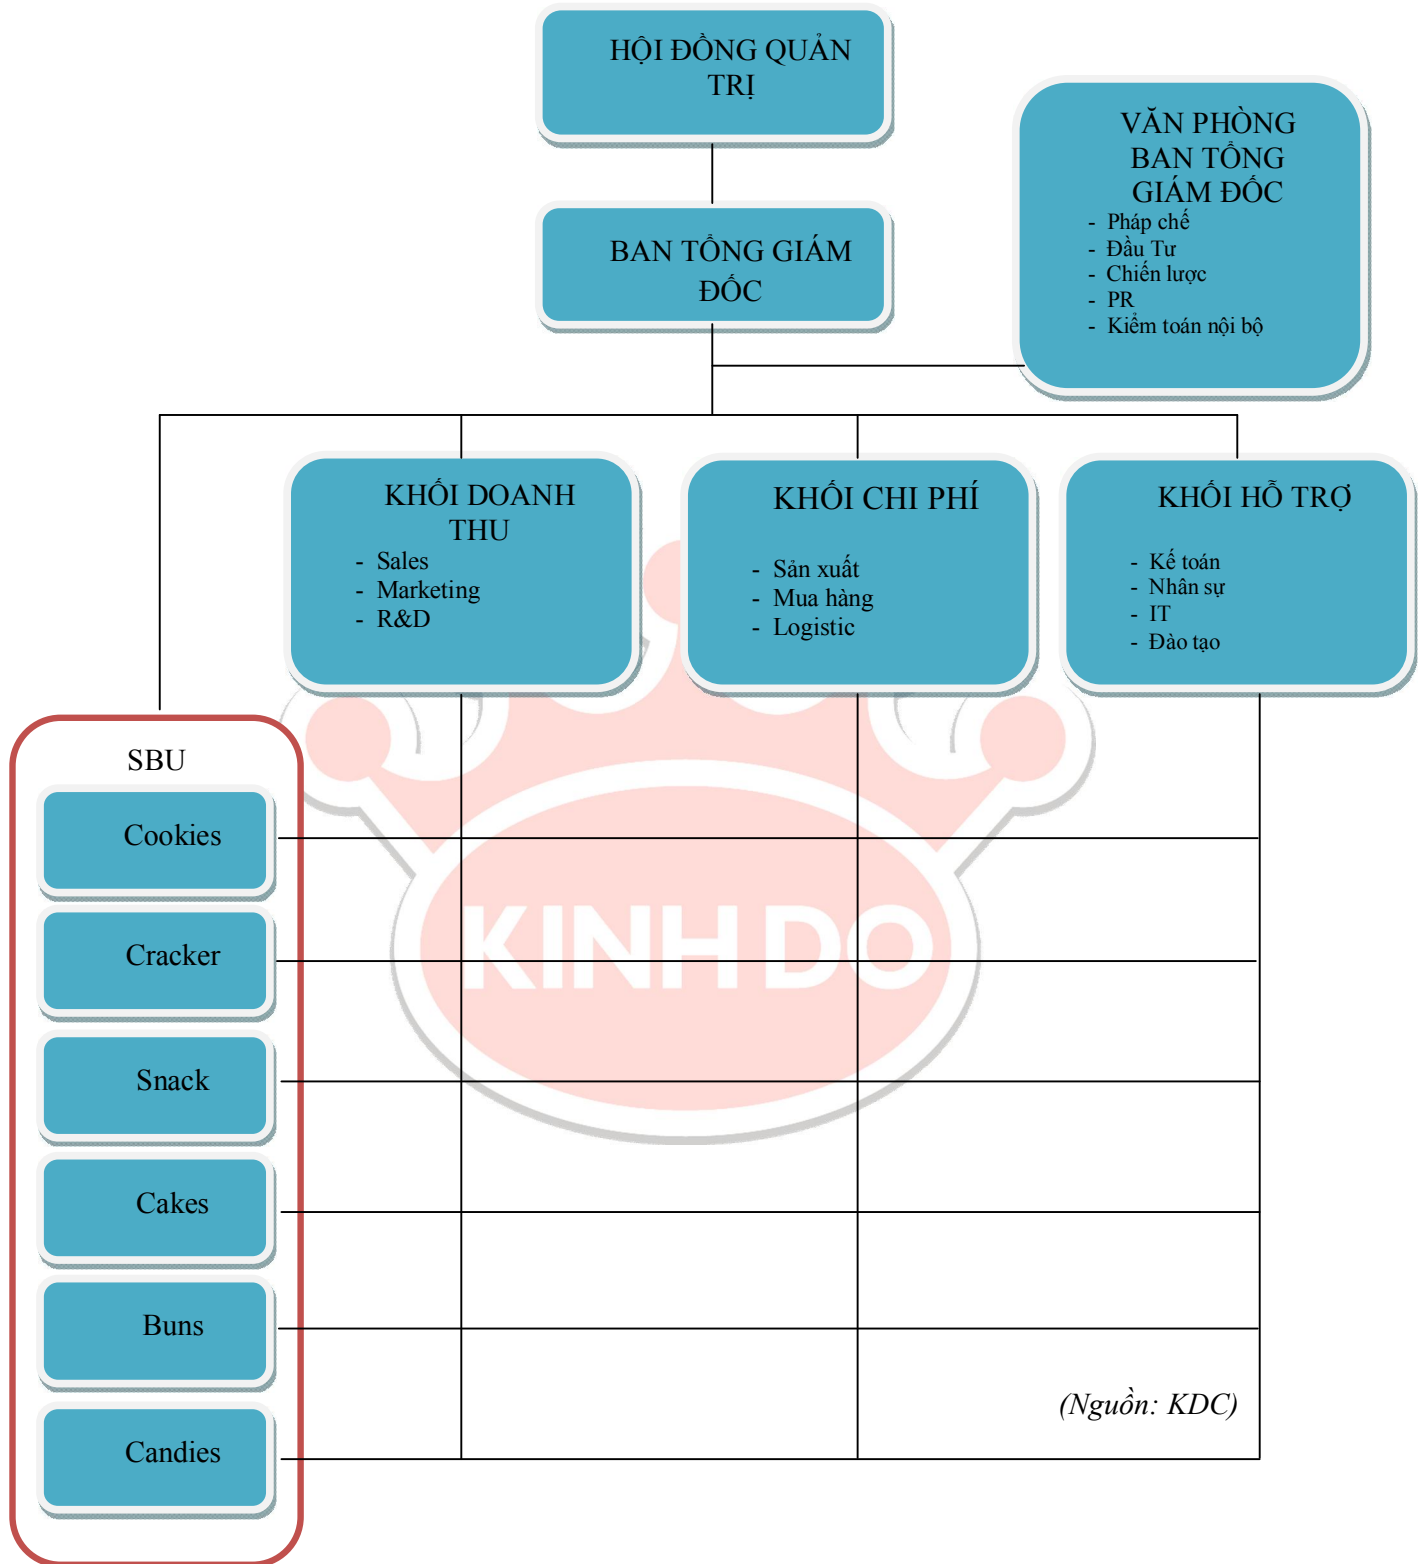 HỘI ĐỒNG QUẢN
TRỊ
VĂN PHÒNG
BAN TỔNG
GIÁM ĐỐC
- Pháp chế
- Đầu Tư
- Chiến lược
- PR
- Kiểm toán nội bộ
BAN TỔNG GIÁM
ĐỐC
KHỐI DOANH
THU
- Sales
- Marketing
- R&D
KHỐI CHI PHÍ
- Sản xuất
- Mua hàng
- Logistic
KHỐI HỖ TRỢ
- Kế toán
- Nhân sự
- IT
- Đào tạo
SBU
Cookies
Cracker
Snack
Cakes
Buns
Candies
KINH DO
(Nguồn: KDC)